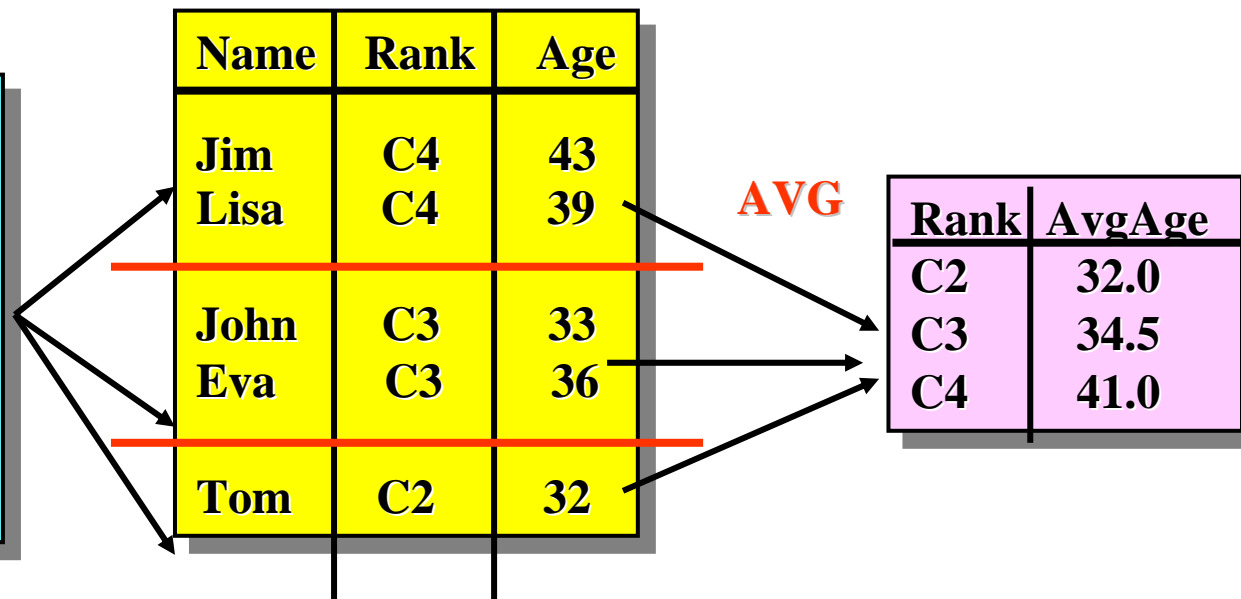 Name Rank Age
Jim C4 43
Lisa C4 39
John C3 33
Eva C3 36
Tom C2 32
AVG
Rank AvgAge
C2 32.0
C3 34.5
C4 41.0